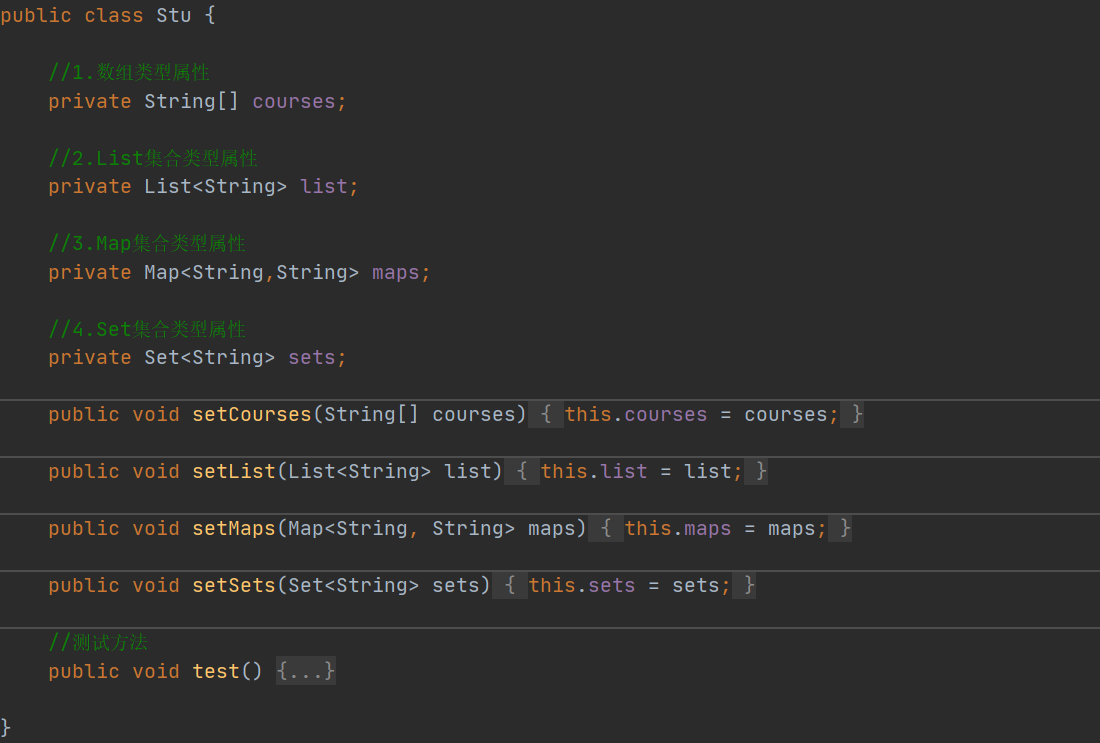 public class Stu {
//1.数组类型属性
private String[] courses;
//2.List集合类型属性
private List<String> list;
//3.Map集合类型属性
private Map<String,String> maps;
//4.Set集合类型属性
private Set<String> sets;
public void setCourses(String[] courses) { this.courses = courses; }
public void setList(List<String> list) { this.list = list; }
public void setMaps(Map<String, String> maps) { this.maps = maps; }
public void setSets(Set<String> sets) { this.sets = sets; }
//测试方法
public void test() {...}
}